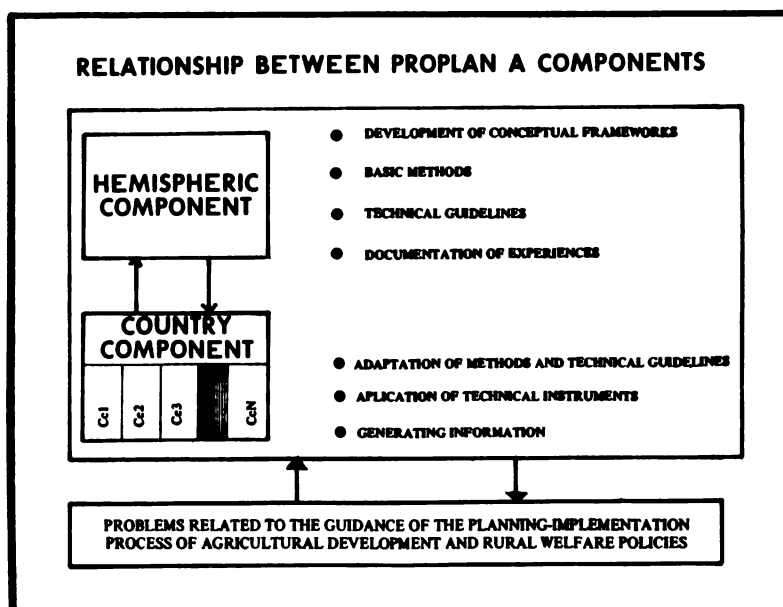 RELATIONSHIP BETWEEN PROPLAN A COMPONENTS
HEMISPHERIC
COMPONENT
● DEVELOPMENT OF CONCEPTUAL FRAMEWORKS
● BASIC METHODS
● TECHNICAL GUIDELINES
● DOCUMENTATION OF EXPERIENCES
COUNTRY
COMPONENT
Cc1
Cc2
Cc3
CcN
● ADAPTATION OF METHODS AND TECHNICAL GUIDELINES
● APLICATION OF TECHNICAL INSTRUMENTS
● GENERATING INFORMATION
PROBLEMS RELATED TO THE GUIDANCE OF THE PLANNING-IMPLEMENTATION
PROCESS OF AGRICULTURAL DEVELOPMENT AND RURAL WELFARE POLICIES